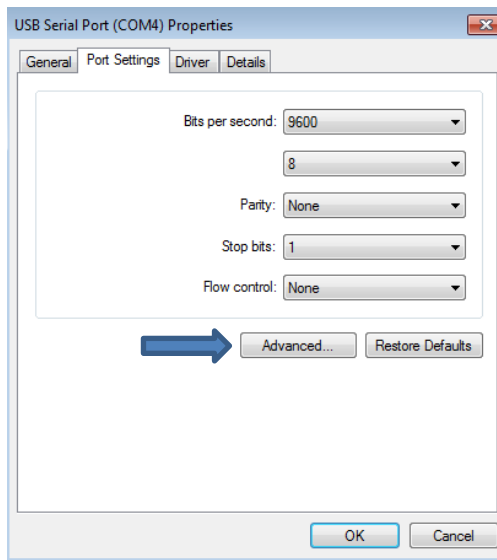 USB Serial Port (COM4) Properties
General Port Settings Driver Details
Bits per second: 9600
8
Parity: None
Stop bits: 1
Flow control: None
Advanced... Restore Defaults
OK Cancel